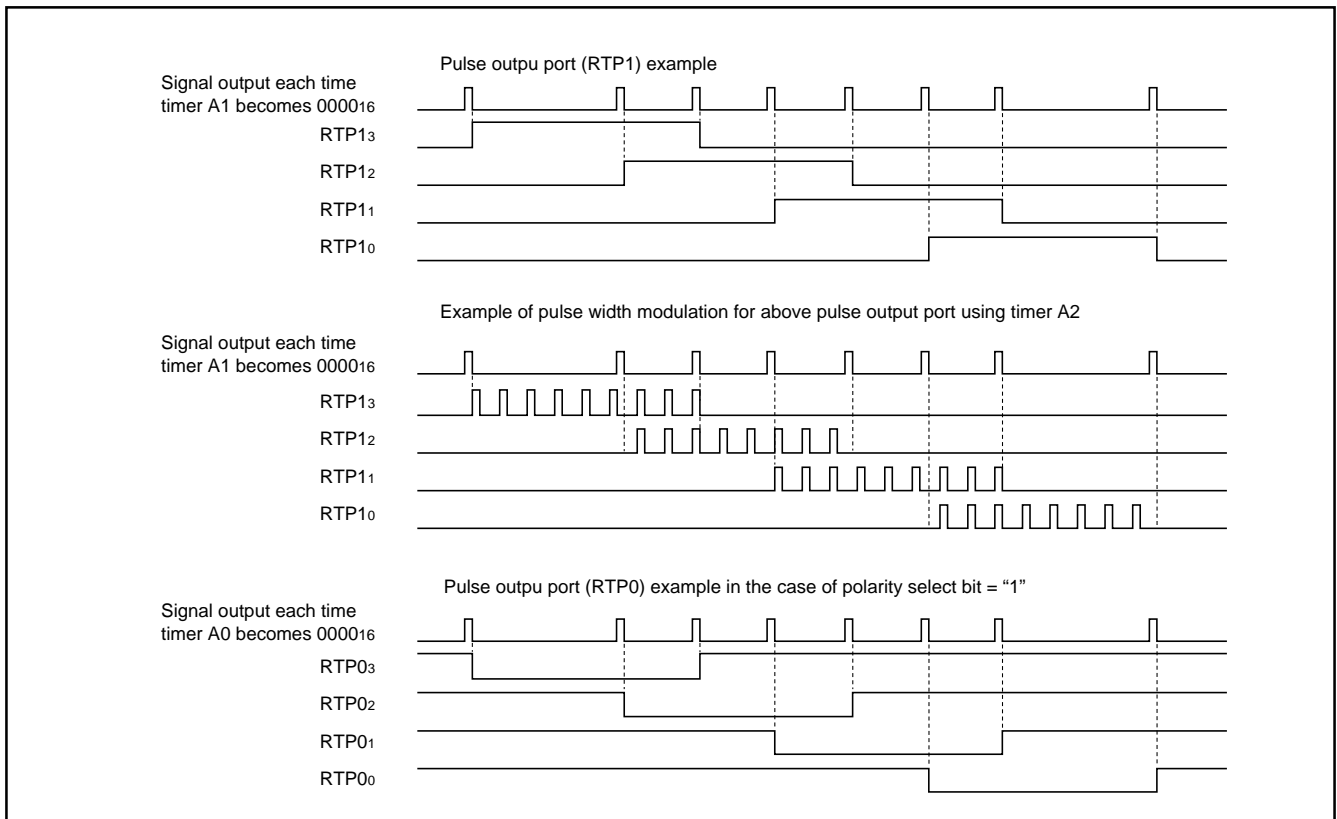 Pulse outpu port (RTP1) example
Signal output each time
timer A1 becomes 000016
RTP13
RTP12
RTP11
RTP10
Example of pulse width modulation for above pulse output port using timer A2
Signal output each time
timer A1 becomes 000016
RTP13
RTP12
RTP11
RTP10
Pulse outpu port (RTP0) example in the case of polarity select bit = “1”
Signal output each time
timer A0 becomes 000016
RTP03
RTP02
RTP01
RTP00